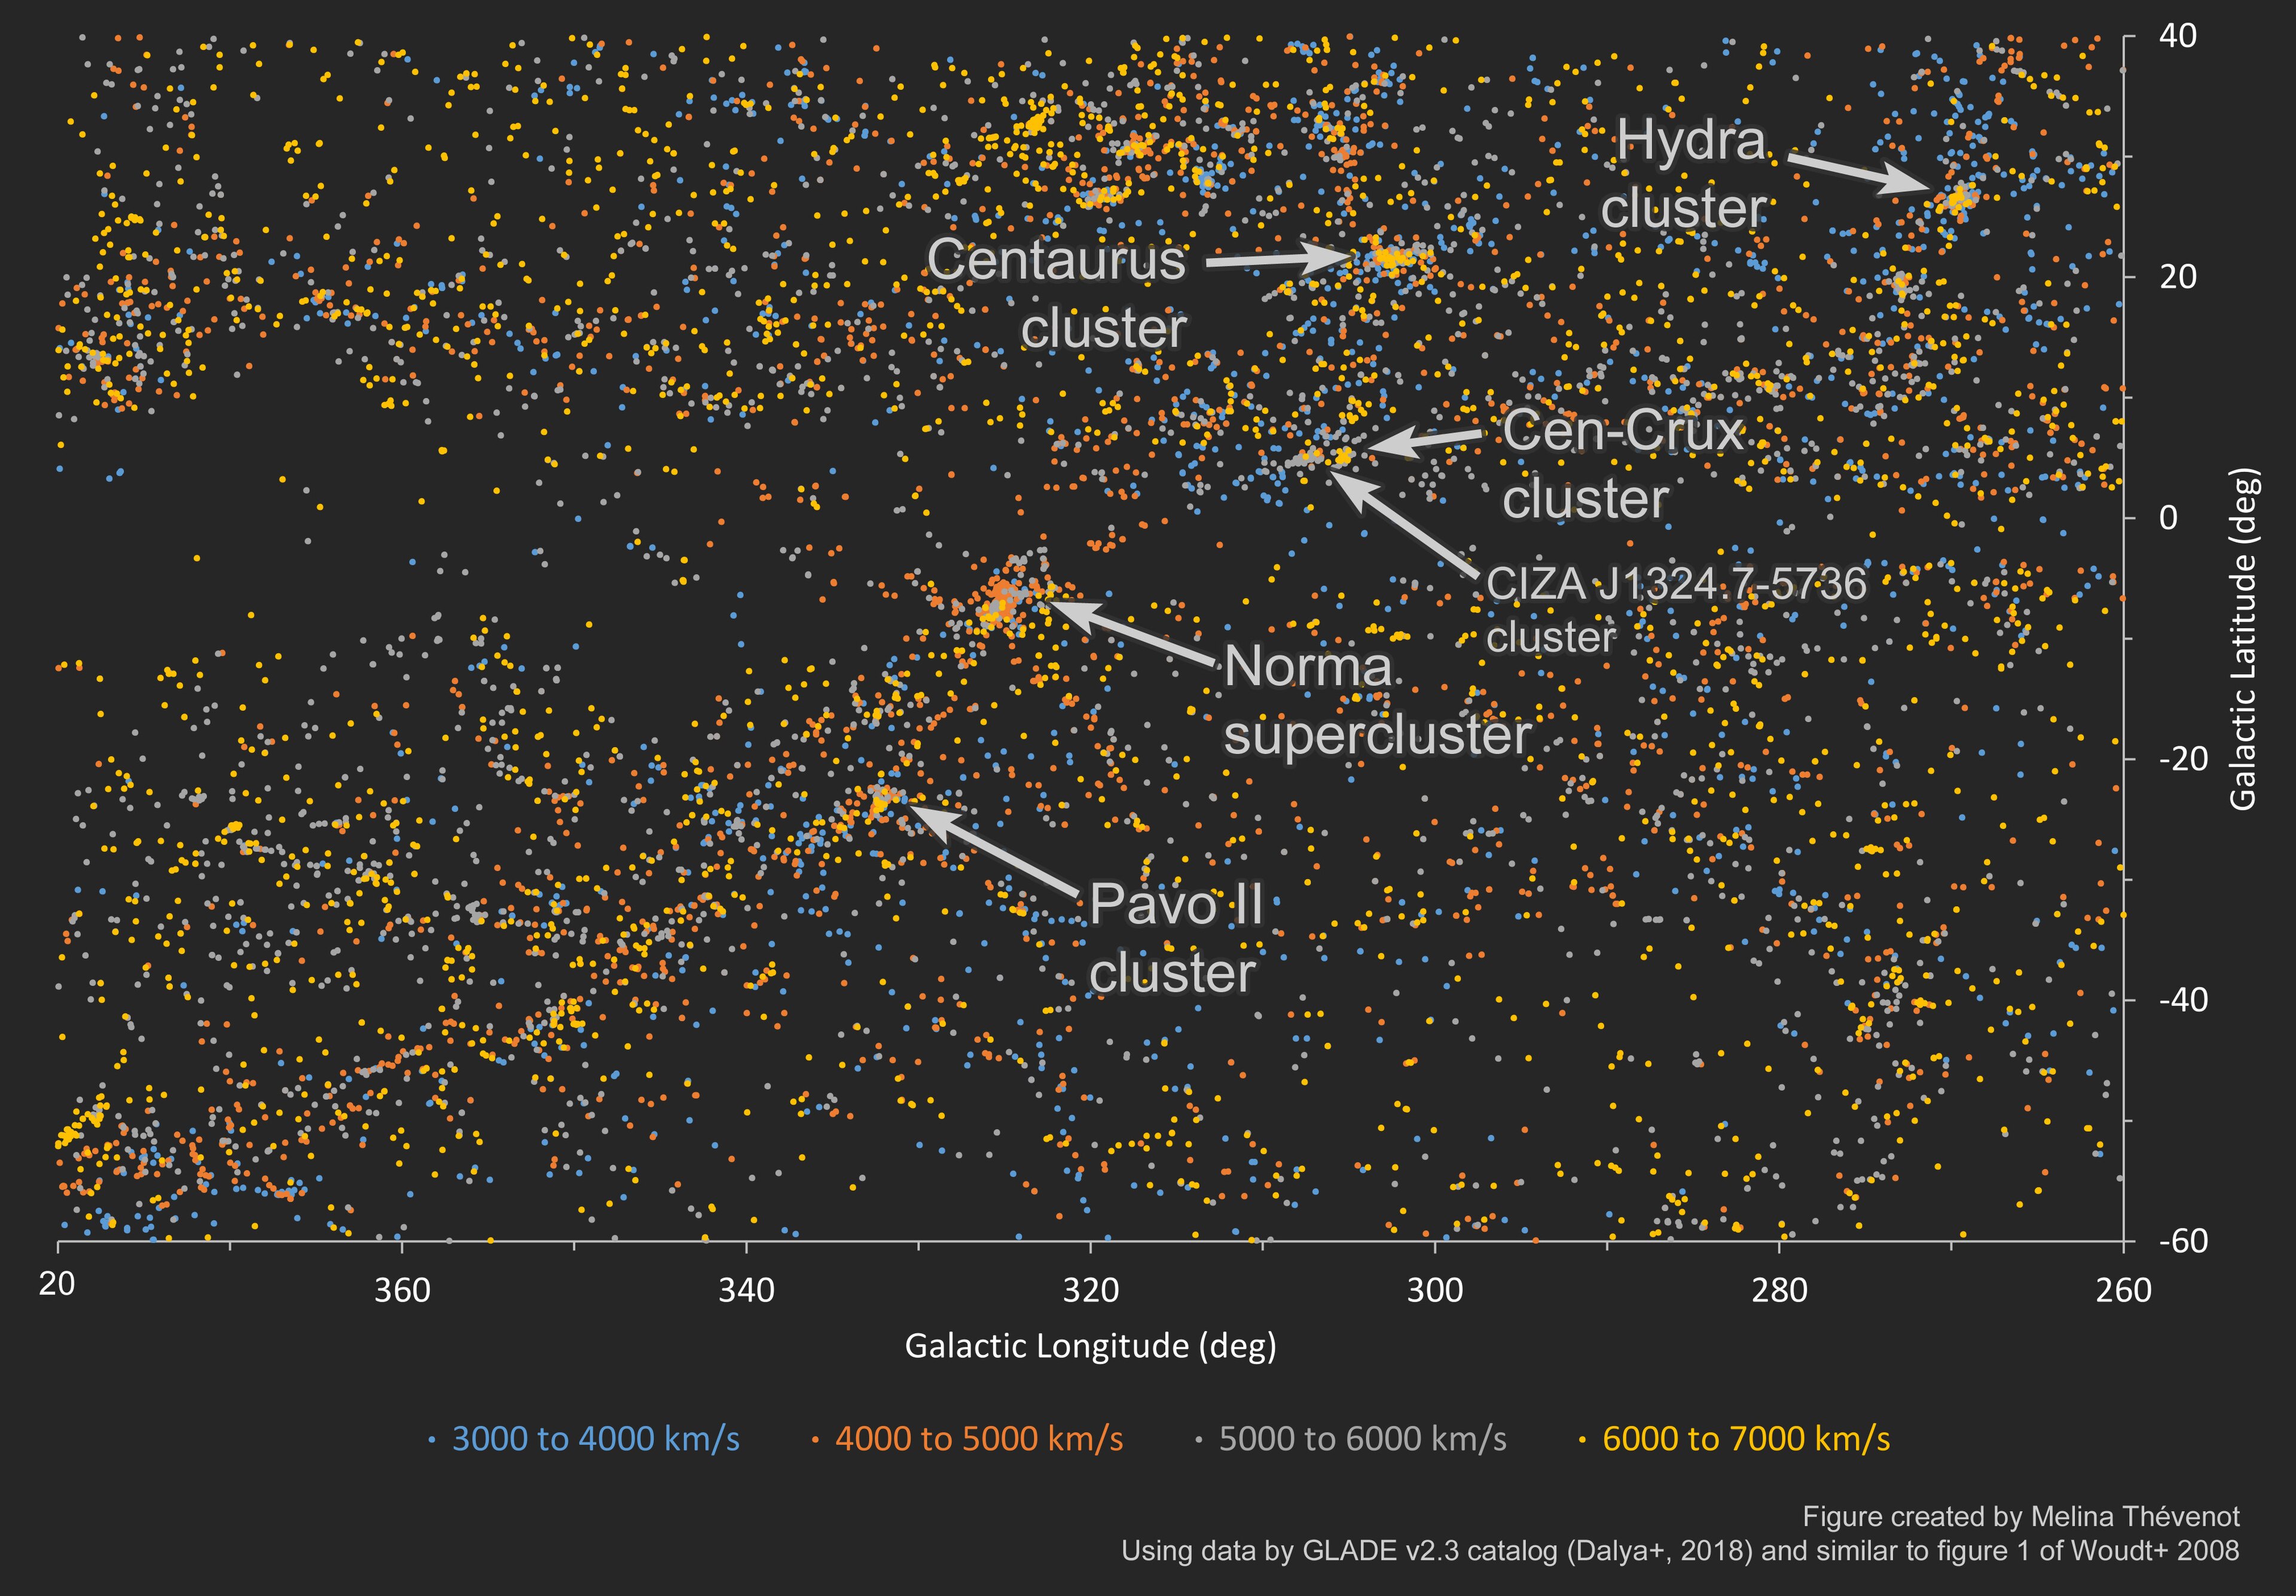 40
Hydra
cluster
Centaurus
cluster
20
Cen-Crux
cluster
0
CIZA J1324.7-5736
cluster
Norma
supercluster
-20
Pavo II
cluster
-40
-60
Galactic Latitude (deg)
20 360 340 320 300 280 260
Galactic Longitude (deg)
3000 to 4000 km/s 4000 to 5000 km/s 5000 to 6000 km/s 6000 to 7000 km/s
Figure created by Melina Thévenot
Using data by GLADE v2.3 catalog (Dalya+, 2018) and similar to figure 1 of Woudt+ 2008